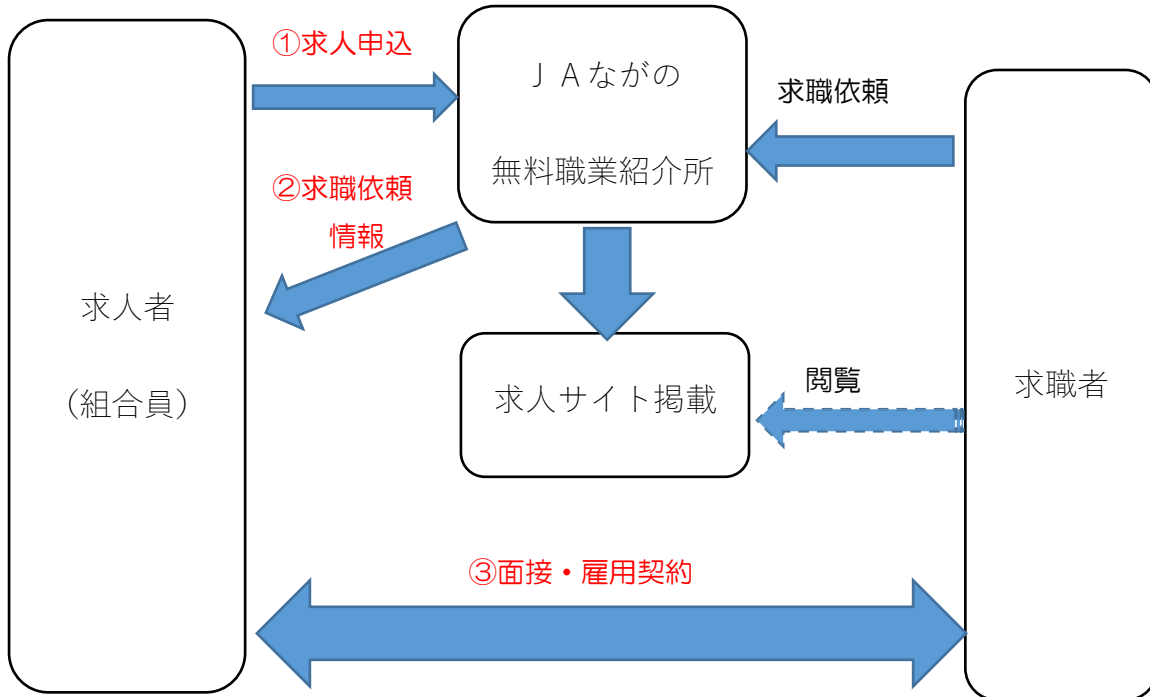 ①求人申込
ＪＡながの
無料職業紹介所
求職依頼
②求職依頼
情報
求人者
(組合員)
求人サイト掲載
閲覧
求職者
③面接・雇用契約